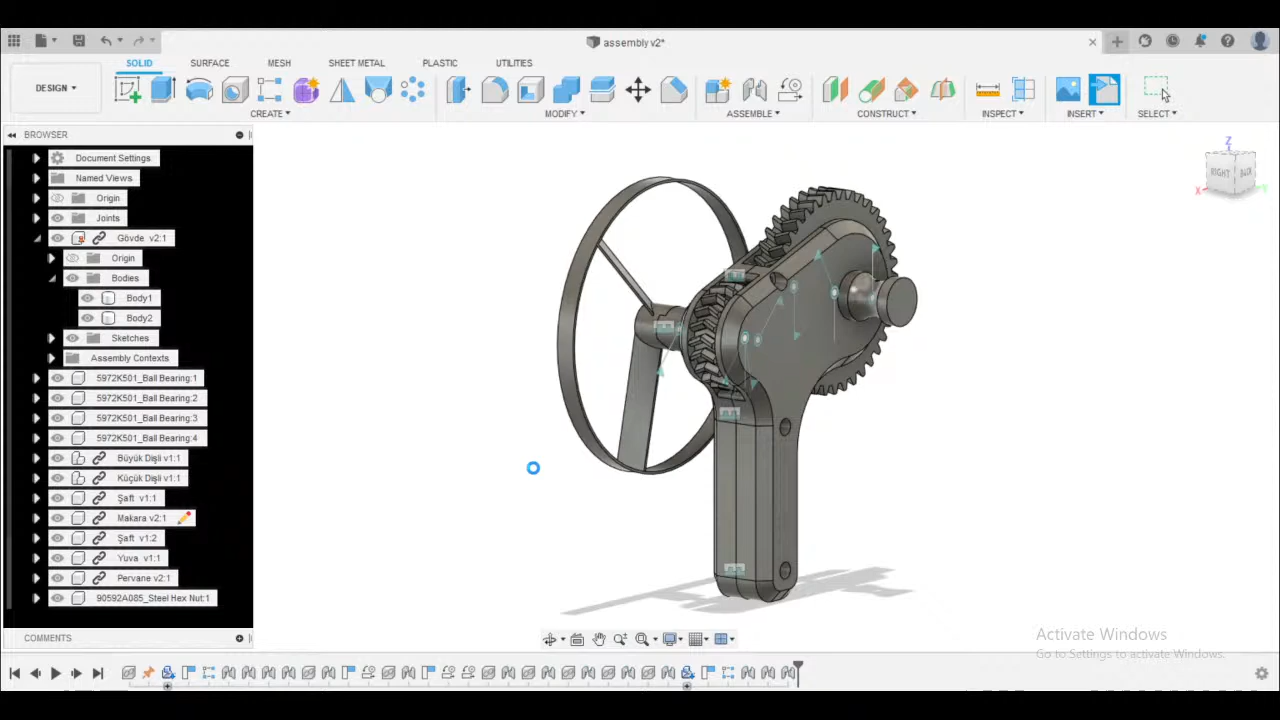 assembly v2*
SOLID SURFACE MESH SHEET METAL PLASTIC UTILITIES
DESIGN
CREATE MODIFY ASSEMBLE CONSTRUCT INSPECT INSERT SELECT
BROWSER
Document Settings
Named Views
Origin
Joints
Gövde v2:1
Origin
Bodies
Body1
Body2
Sketches
Assembly Contexts
5972K501_Ball Bearing:1
5972K501_Ball Bearing:2
5972K501_Ball Bearing:3
5972K501_Ball Bearing:4
Büyük Dişli v1:1
Küçük Dişli v1:1
Şaft v1:1
Makara v2:1
Şaft v1:2
Yuva v1:1
Pervane v2:1
90592A085_Steel Hex Nut:1
COMMENTS
Z
RIGHT BACK
X Y
Activate Windows
Go to Settings to activate Windows.